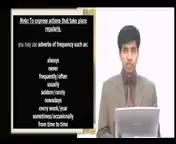 Note: To express actions that take place
regularly.
you may use adverbs of frequency such as:
always
never
frequently/often
usually
seldom/rarely
nowadays
every week/year
sometimes/occasionally
from time to time